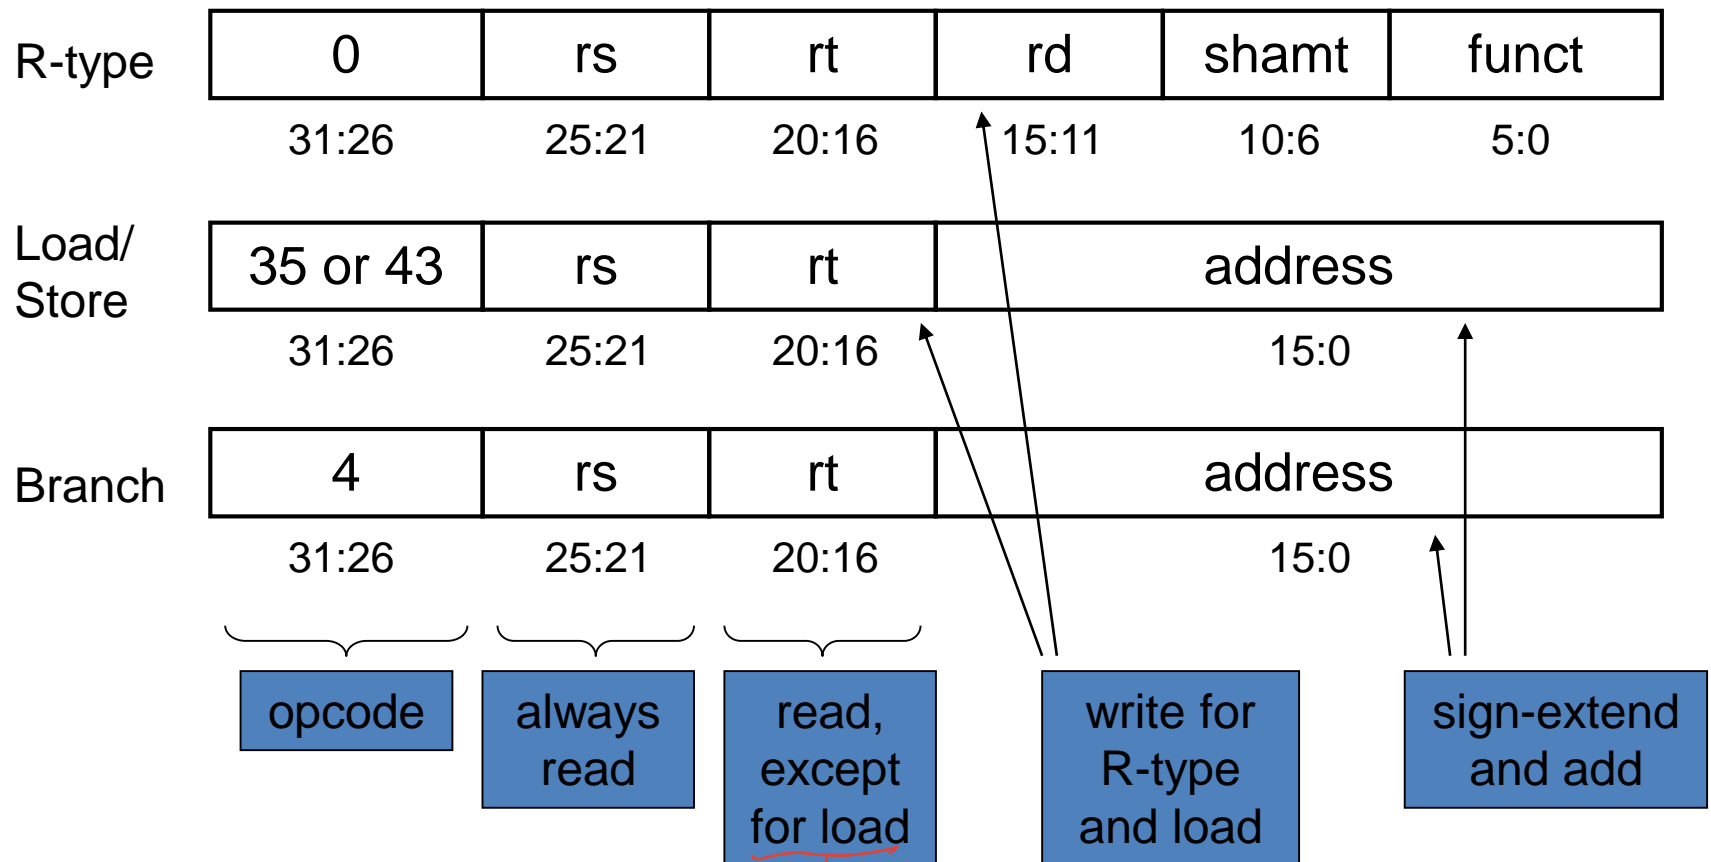 R-type 0 rs rt rd shamt funct
31:26 25:21 20:16 15:11 10:6 5:0
Load/
Store
35 or 43 rs rt address
31:26 25:21 20:16 15:0
Branch 4 rs rt address
31:26 25:21 20:16 15:0
opcode
always
read
read,
except
for load
write for
R-type
and load
sign-extend
and add